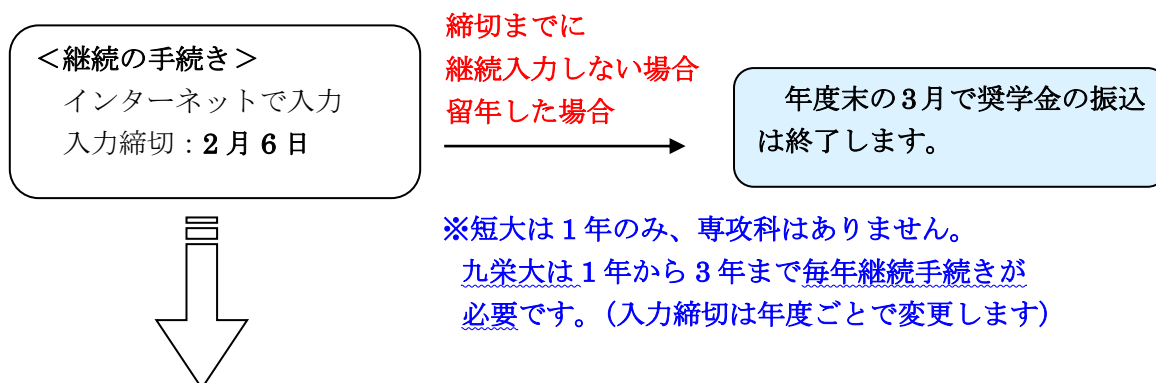 ＜継続の手続き＞
インターネットで入力
入力締切：２月６日
締切までに
継続入力しない場合
留年した場合
年度末の３月で奨学金の振込
は終了します。
※短大は１年のみ、専攻科はありません。
九栄大は１年から３年まで毎年継続手続きが
必要です。（入力締切は年度ごとで変更します）